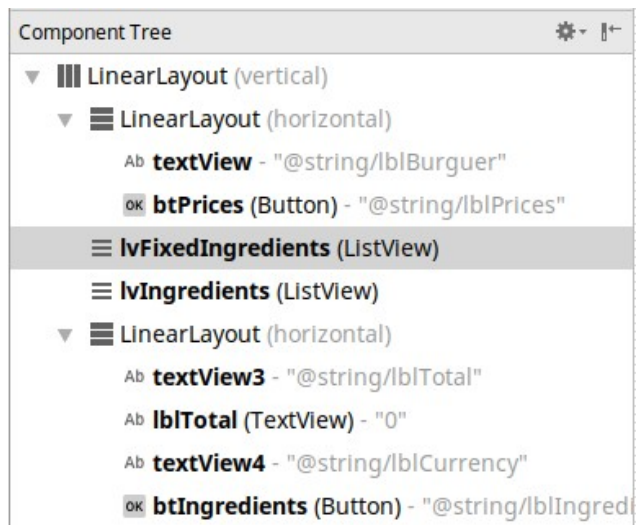 Component Tree
LinearLayout (vertical)
LinearLayout (horizontal)
Ab textView - "@string/lblBurguer"
OK btPrices (Button) - "@string/lblPrices"
lvFixedIngredients (ListView)
lvIngredients (ListView)
LinearLayout (horizontal)
Ab textView3 - "@string/lblTotal"
Ab lblTotal (TextView) - "0"
Ab textView4 - "@string/lblCurrency"
OK btIngredients (Button) - "@string/lblIngredi